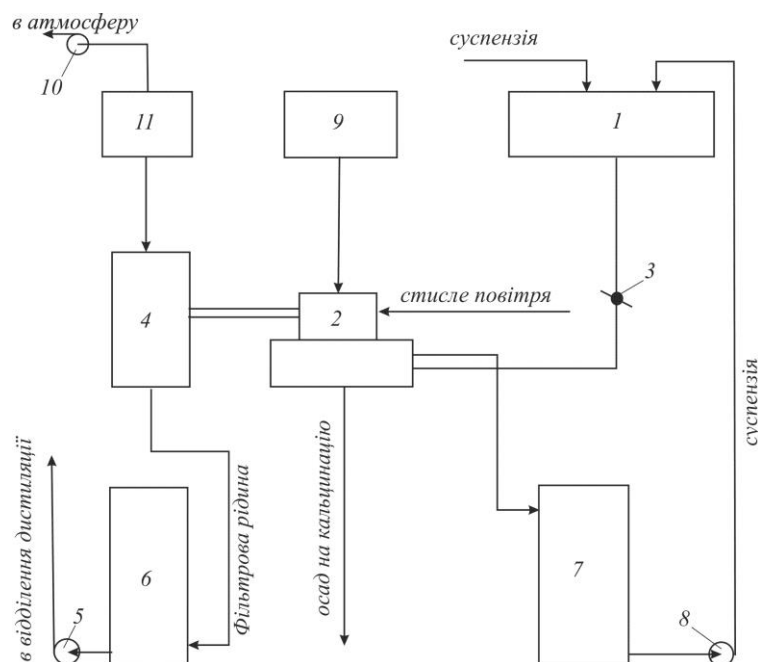 в атмосферу
10
суспензія
11
9
1
3
стисле повітря
4
2
суспензія
в відділення дистиляції
Фільтрова рідина
осад на кальцинацію
6
7
5
8